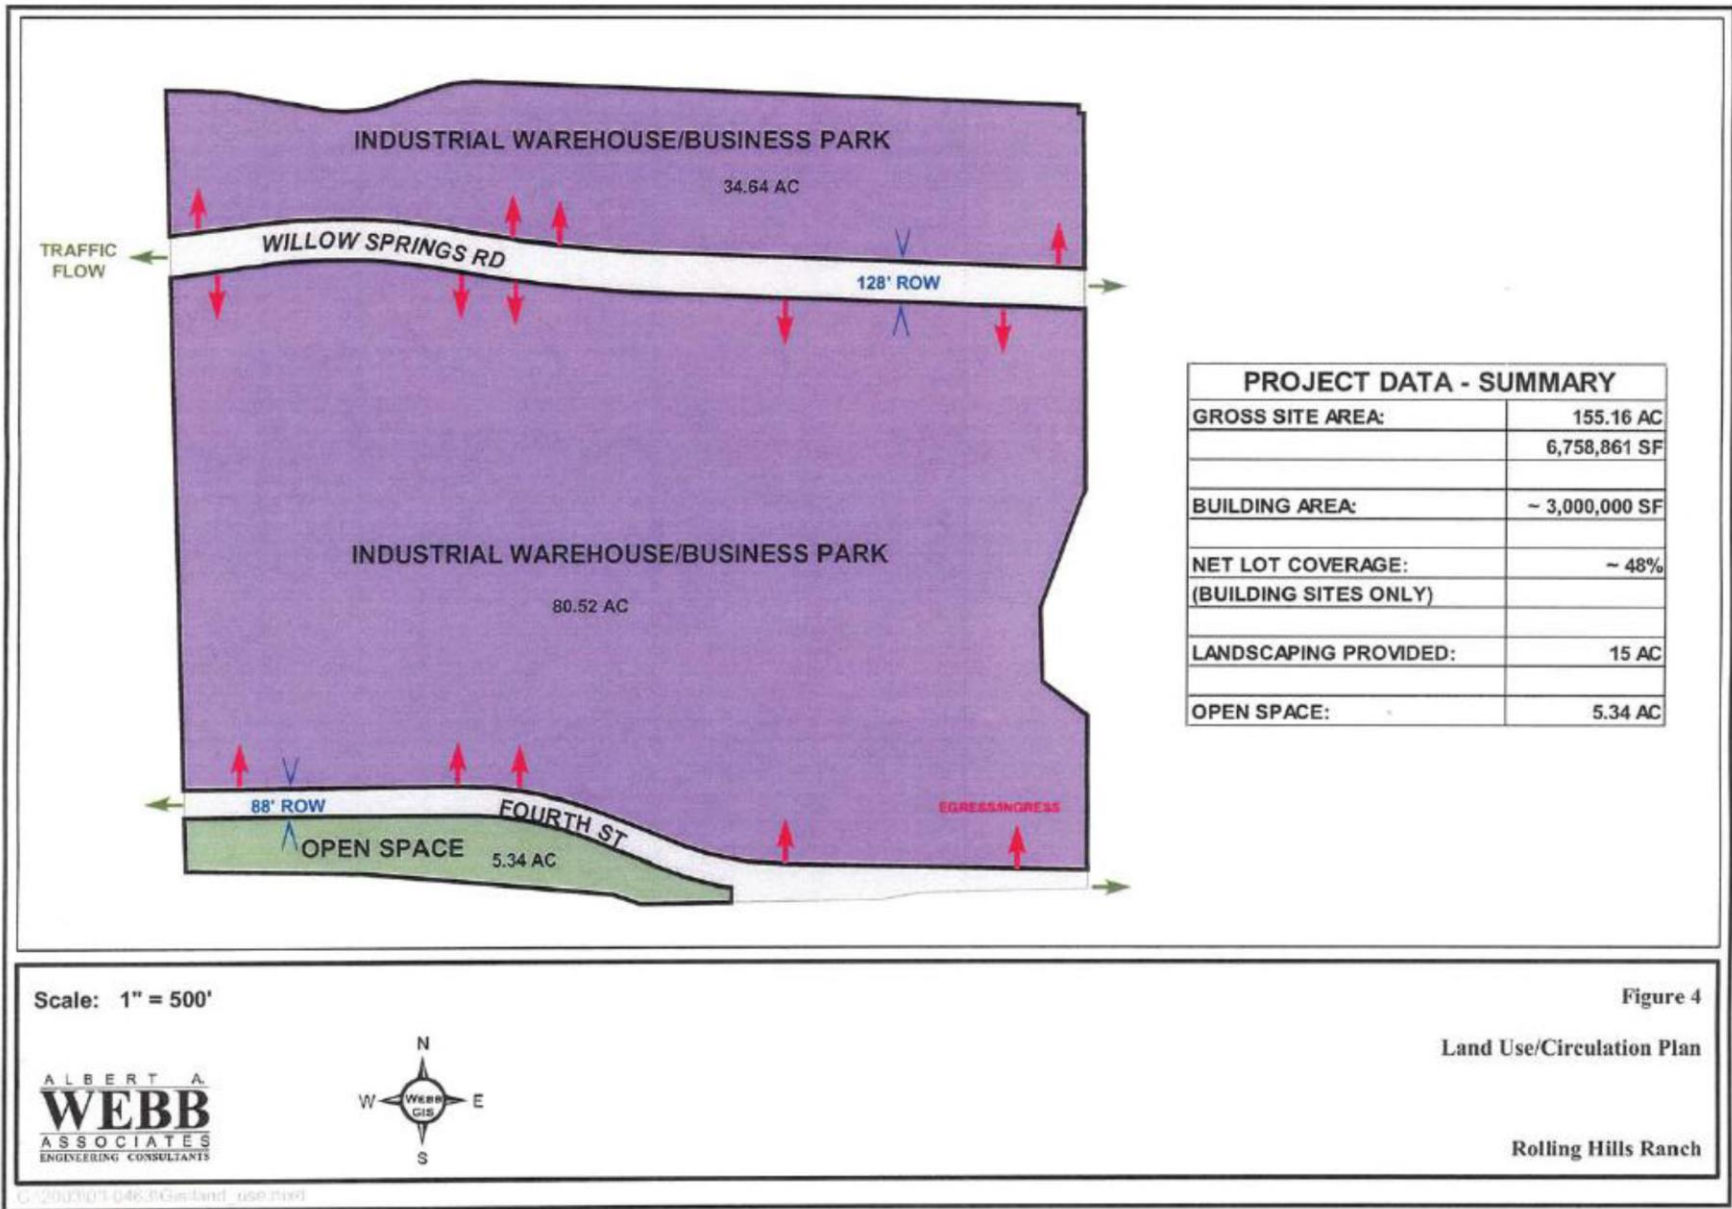 INDUSTRIAL WAREHOUSE/BUSINESS PARK
34.64 AC
TRAFFIC
FLOW
WILLOW SPRINGS RD
128' ROW
PROJECT DATA - SUMMARY
GROSS SITE AREA: 155.16 AC
6,758,861 SF
BUILDING AREA: ~ 3,000,000 SF
NET LOT COVERAGE: ~ 48%
(BUILDING SITES ONLY)
LANDSCAPING PROVIDED: 15 AC
OPEN SPACE: 5.34 AC
INDUSTRIAL WAREHOUSE/BUSINESS PARK
80.52 AC
88' ROW
FOURTH ST
EGRESS/INGRESS
OPEN SPACE 5.34 AC
Scale: 1" = 500'
Figure 4
Land Use/Circulation Plan
Rolling Hills Ranch
N
W E
S
WEBB
GIS
ALBERT A.
WEBB
ASSOCIATES
ENGINEERING CONSULTANTS